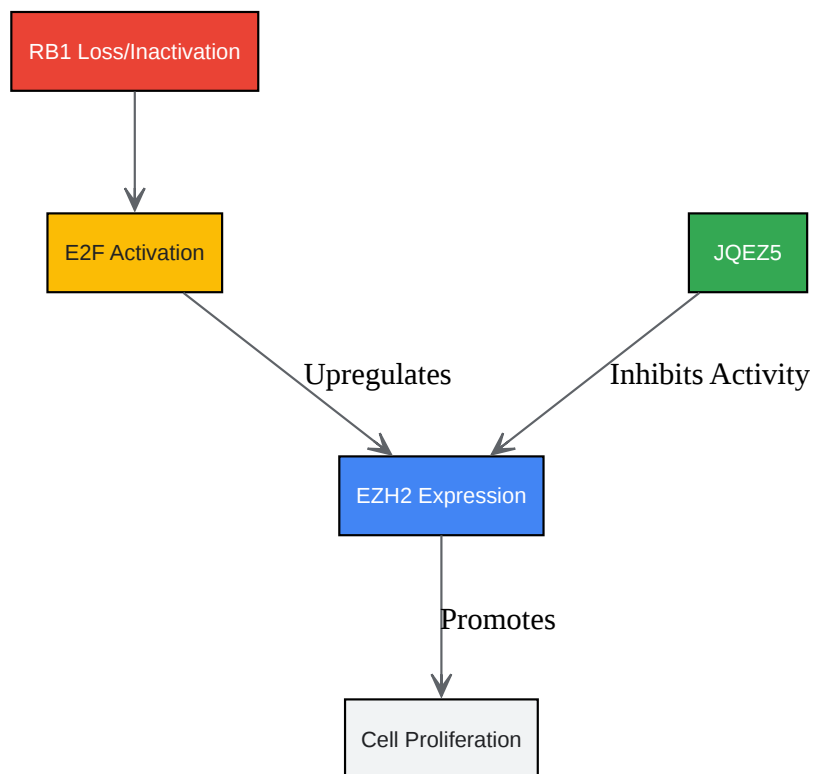 RB1 Loss/Inactivation
E2F Activation
JQEZ5
Upregulates
Inhibits Activity
EZH2 Expression
Promotes
Cell Proliferation